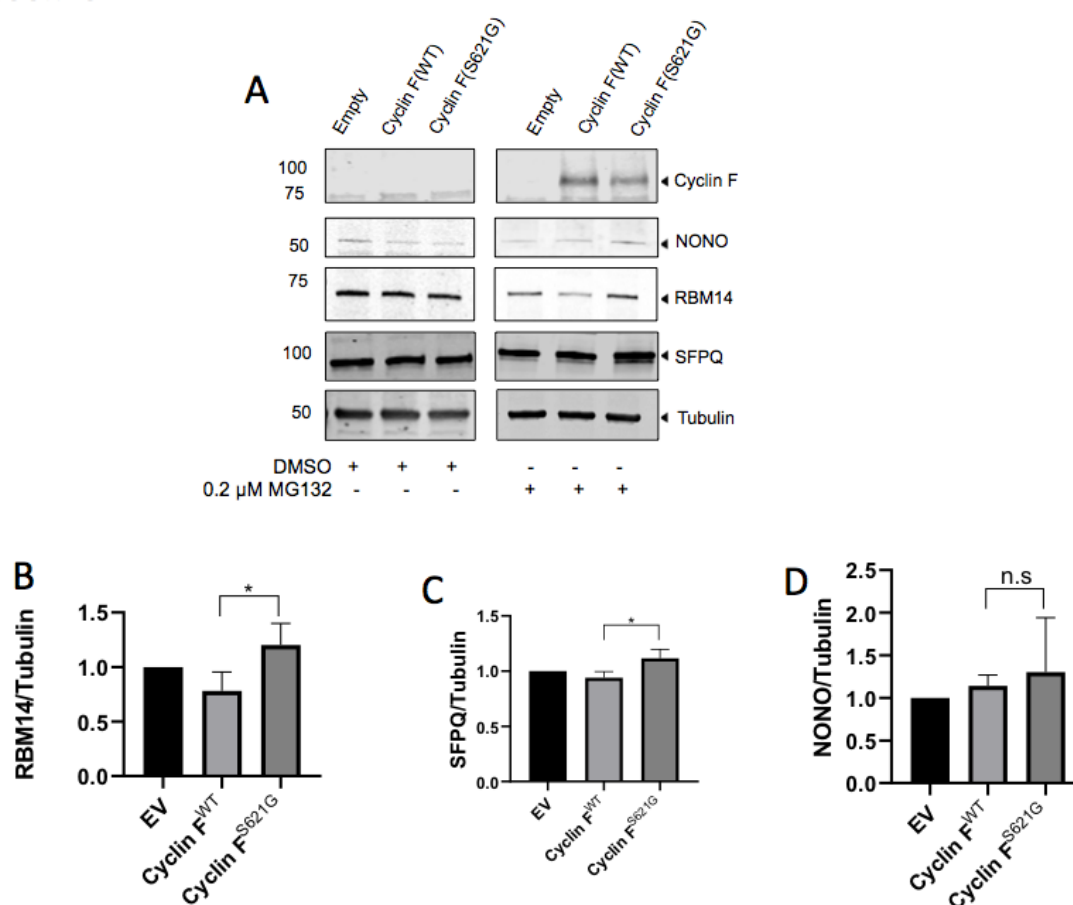 A
Empty
Cyclin F(WT)
Cyclin F(S621G)
Empty
Cyclin F(WT)
Cyclin F(S621G)
100
75
Cyclin F
50
NONO
75
RBM14
100
SFPQ
50
Tubulin
DMSO + + + - - -
0.2 µM MG132 - - - + + +
B
RBM14/Tubulin
1.5
1.0
0.5
0.0
*
EV
Cyclin F^WT
Cyclin F^S621G
C
SFPQ/Tubulin
1.5
1.0
0.5
0.0
*
EV
Cyclin F^WT
Cyclin F^S621G
D
NONO/Tubulin
2.5
2.0
1.5
1.0
0.5
0.0
n.s
EV
Cyclin F^WT
Cyclin F^S621G